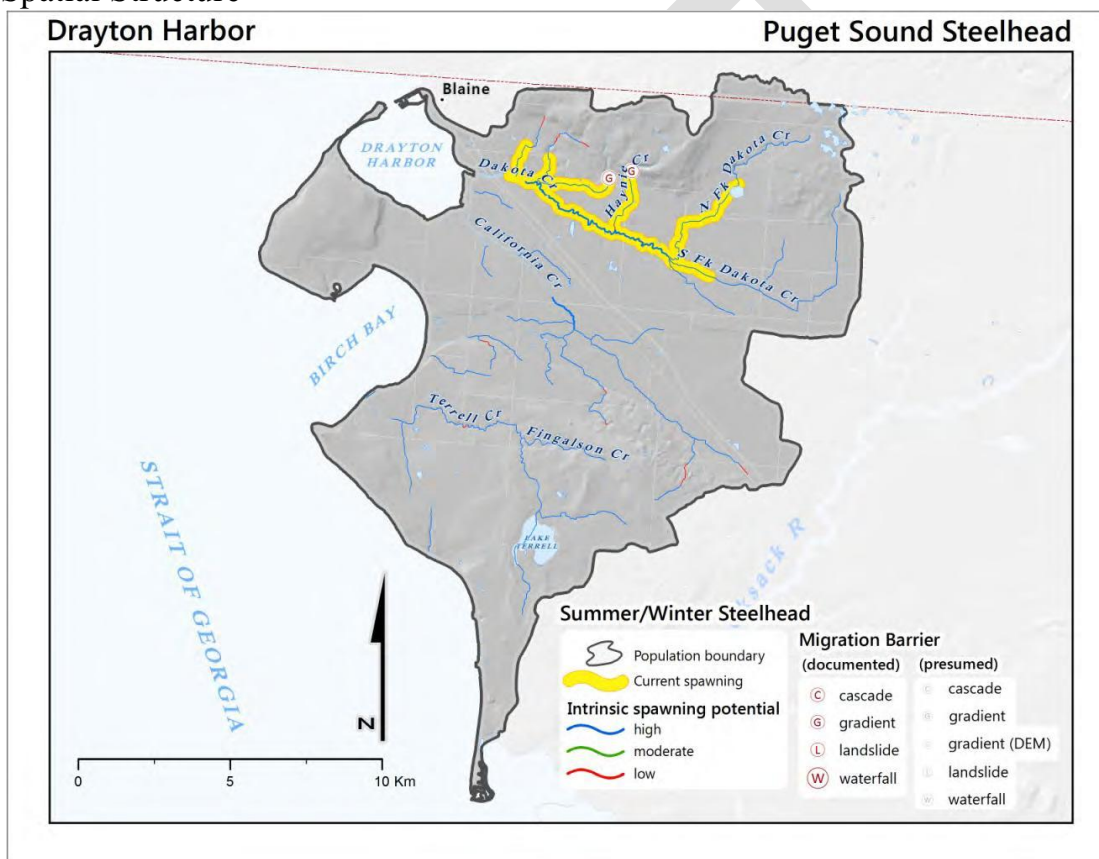 Spatial Structure
Drayton Harbor
Puget Sound Steelhead
Blaine
DRAYTON
HARBOR
Dakota Cr
Haynie Cr
N Fk Dakota Cr
S Fk Dakota Cr
California Cr
BIRCH BAY
Terrell Cr
Fingalson Cr
LAKE
TERRELL
STRAIT OF GEORGIA
ksack R
G
G
N
0
5
10 Km
Summer/Winter Steelhead
Population boundary
Current spawning
Intrinsic spawning potential
high
moderate
low
Migration Barrier
(documented)
C cascade
G gradient
L landslide
W waterfall
(presumed)
cascade
gradient
gradient (DEM)
landslide
waterfall